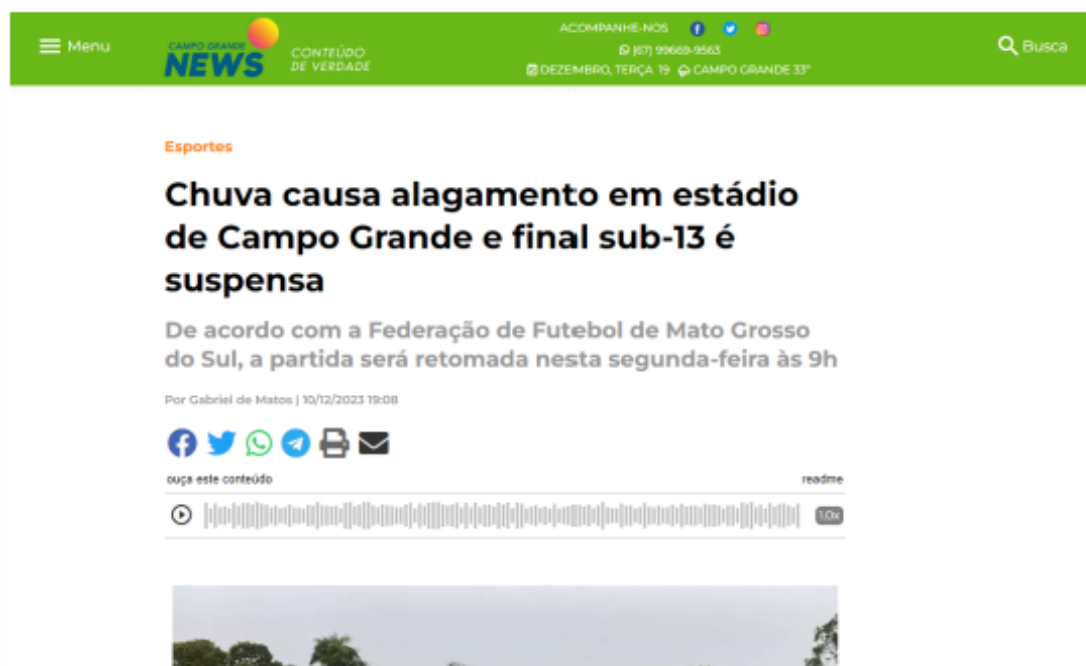 Menu
CAMPO GRANDE
NEWS
CONTEÚDO
DE VERDADE
ACOMPANHE-NOS
(67) 99669-9563
DEZEMBRO, TERÇA 19 CAMPO GRANDE 33°
Busca
Esportes
Chuva causa alagamento em estádio
de Campo Grande e final sub-13 é
suspensa
De acordo com a Federação de Futebol de Mato Grosso
do Sul, a partida será retomada nesta segunda-feira às 9h
Por Gabriel de Matos | 10/12/2023 19:08
ouça este conteúdo
readme
1.0x